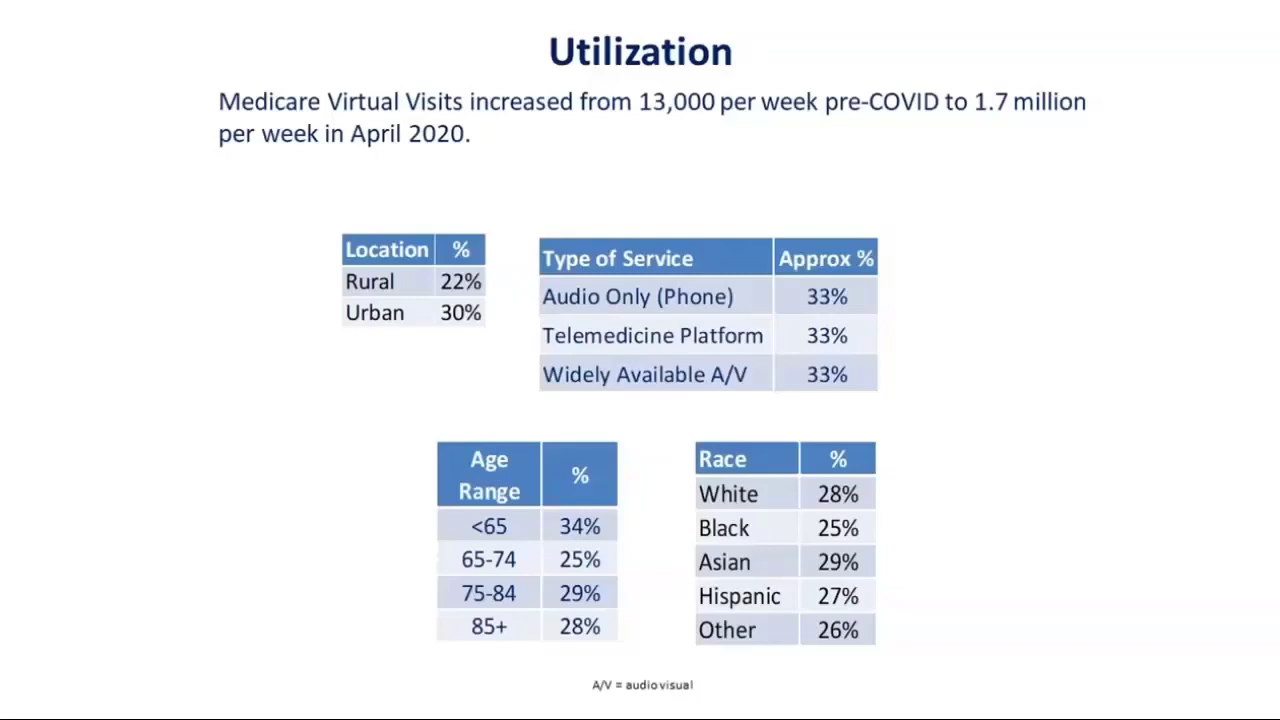 Utilization
Medicare Virtual Visits increased from 13,000 per week pre-COVID to 1.7 million
per week in April 2020.
Location %
Rural 22%
Urban 30%
Type of Service Approx %
Audio Only (Phone) 33%
Telemedicine Platform 33%
Widely Available A/V 33%
Age
Range %
<65 34%
65-74 25%
75-84 29%
85+ 28%
Race %
White 28%
Black 25%
Asian 29%
Hispanic 27%
Other 26%
A/V = audio visual